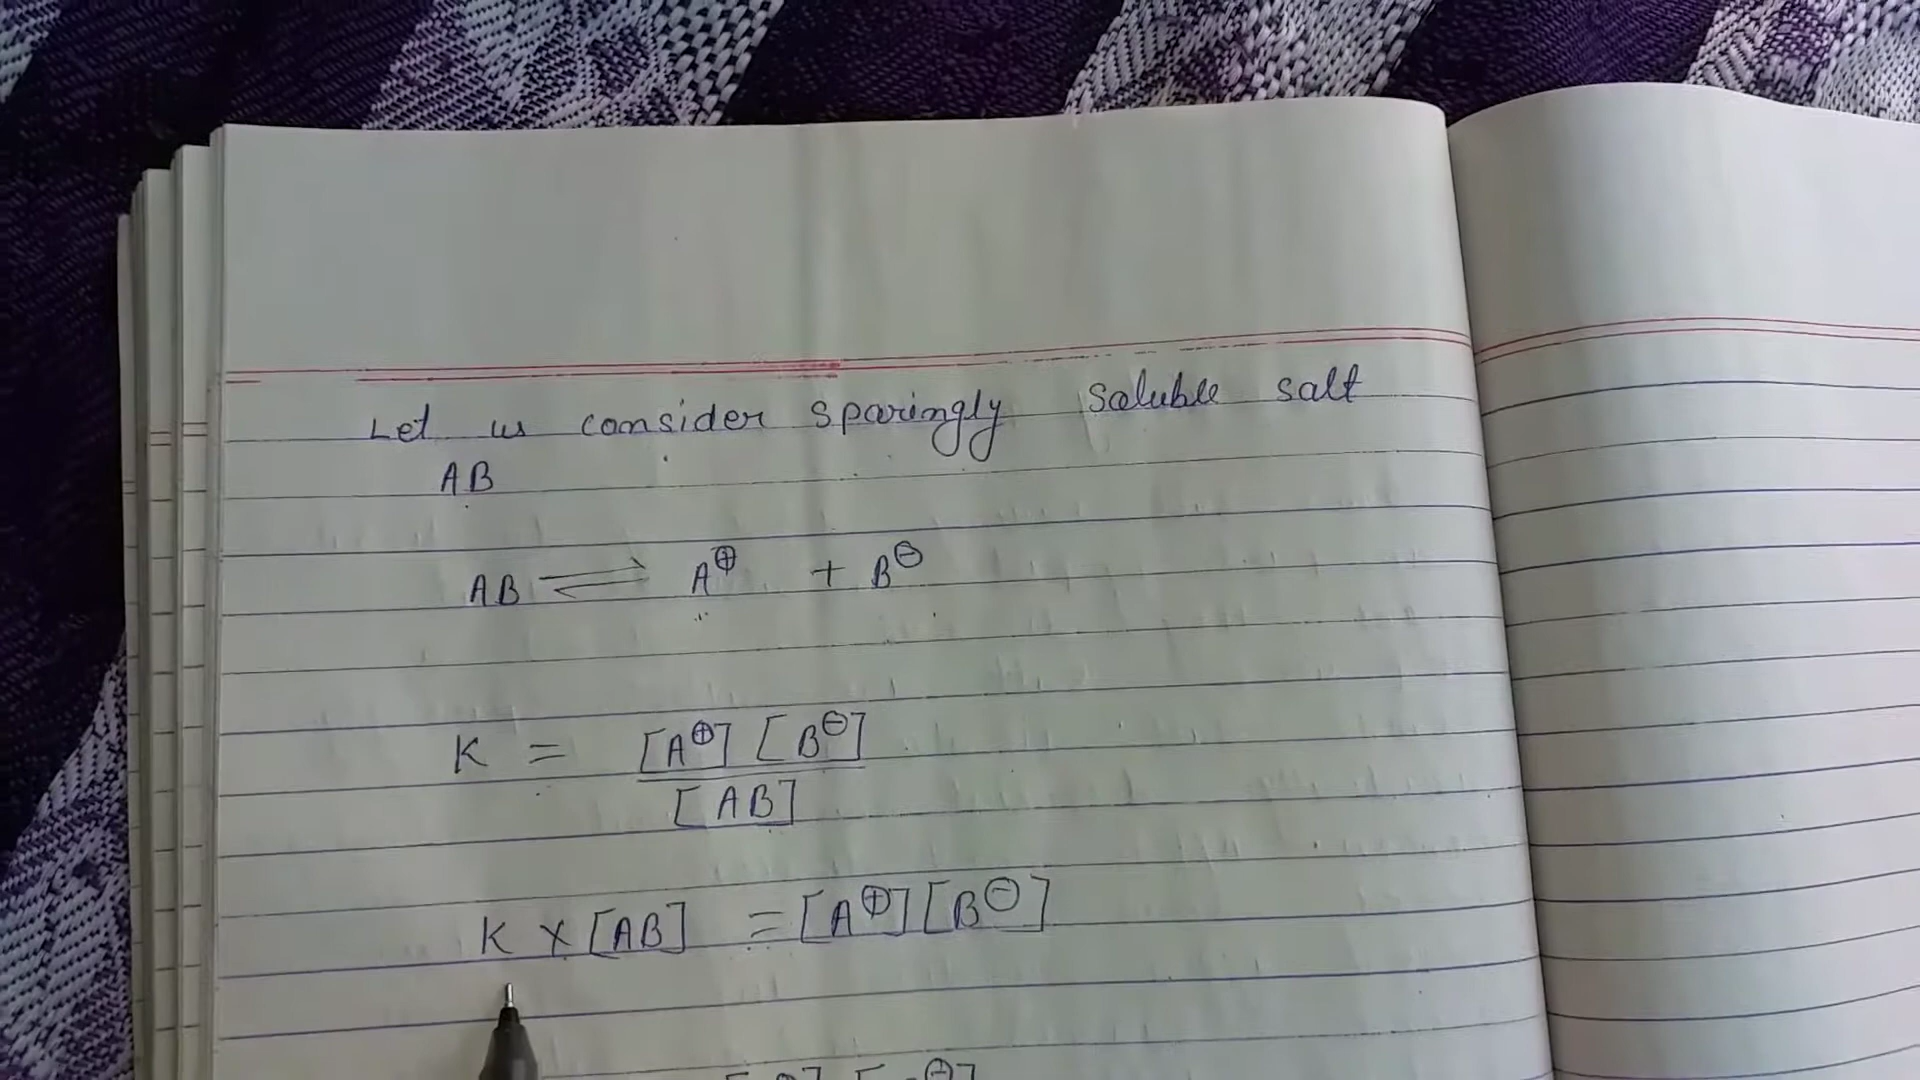 Let us consider sparingly soluble salt
AB
AB ⇌ A⊕ + B⊖
K = [A⊕] [B⊖]
[AB]
K × [AB] = [A⊕] [B⊖]